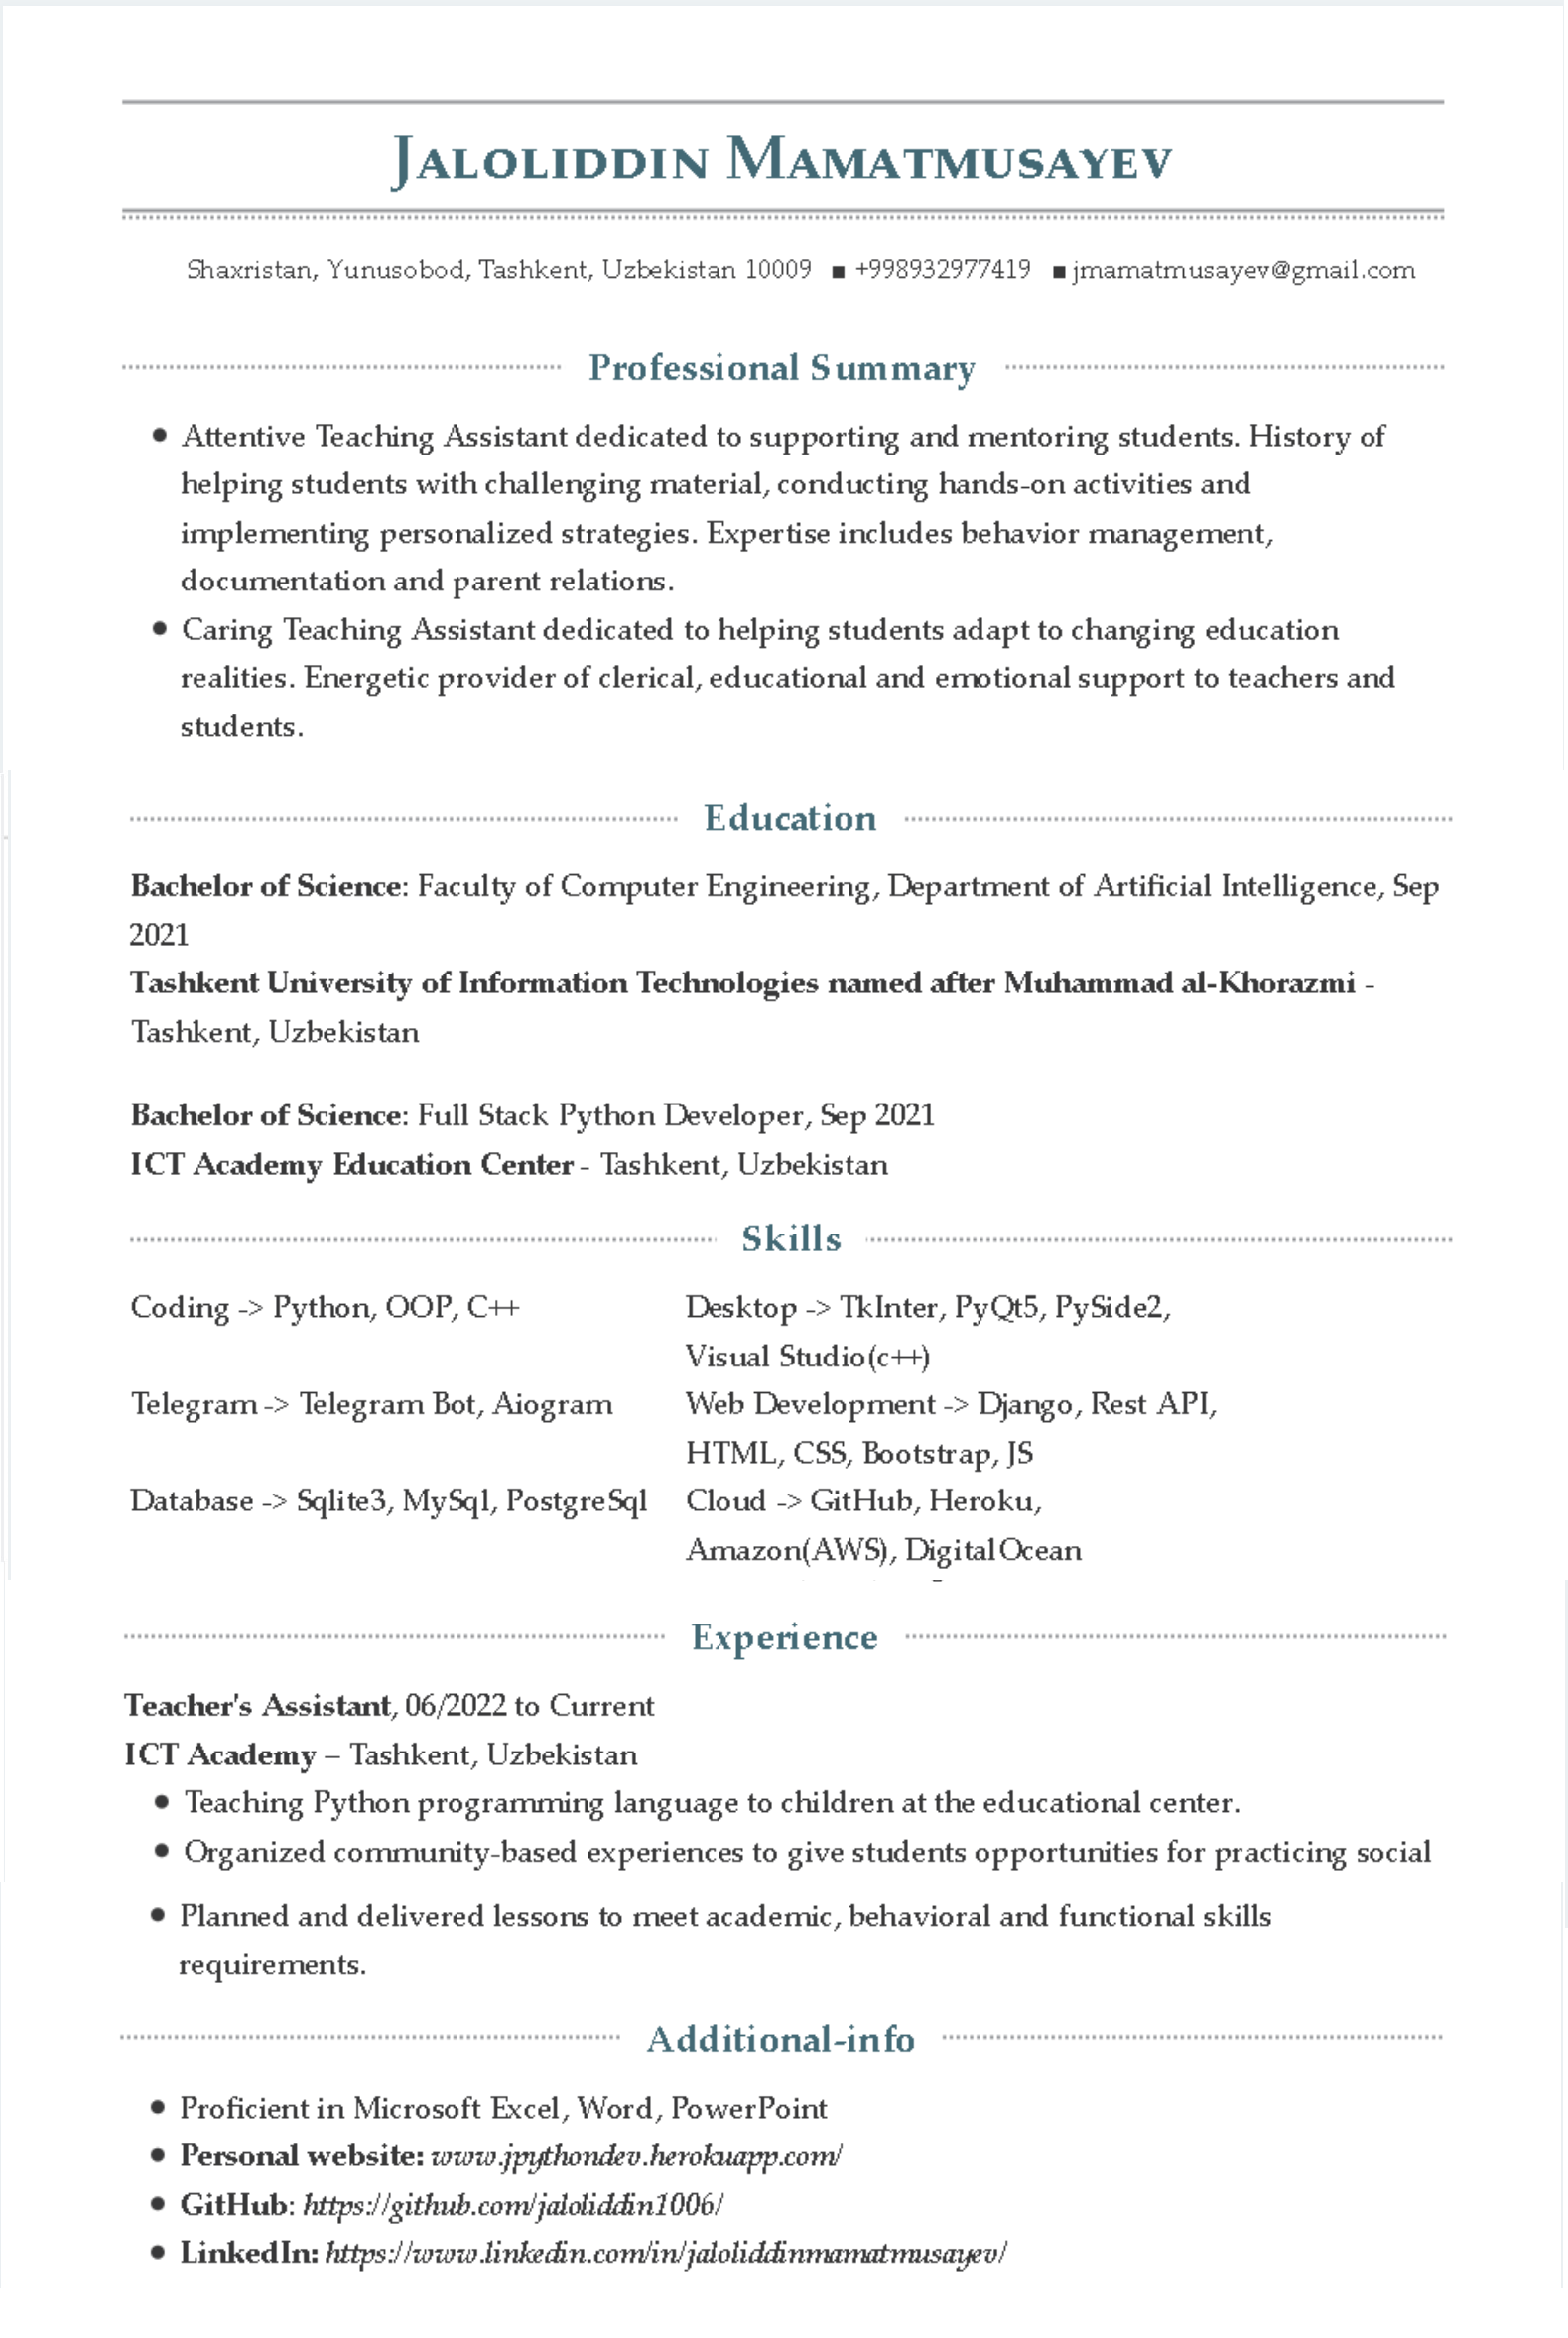 Jaloliddin Mamatmusayev
Shaxristan, Yunusobod, Tashkent, Uzbekistan 10009 ■ +998932977419 ■ jmamatmusayev@gmail.com
Professional Summary
• Attentive Teaching Assistant dedicated to supporting and mentoring students. History of
helping students with challenging material, conducting hands-on activities and
implementing personalized strategies. Expertise includes behavior management,
documentation and parent relations.
• Caring Teaching Assistant dedicated to helping students adapt to changing education
realities. Energetic provider of clerical, educational and emotional support to teachers and
students.
Education
Bachelor of Science: Faculty of Computer Engineering, Department of Artificial Intelligence, Sep
2021
Tashkent University of Information Technologies named after Muhammad al-Khorazmi -
Tashkent, Uzbekistan
Bachelor of Science: Full Stack Python Developer, Sep 2021
ICT Academy Education Center - Tashkent, Uzbekistan
Skills
Coding -> Python, OOP, C++
Desktop -> TkInter, PyQt5, PySide2,
Visual Studio(c++)
Telegram -> Telegram Bot, Aiogram
Web Development -> Django, Rest API,
HTML, CSS, Bootstrap, JS
Database -> Sqlite3, MySql, PostgreSql
Cloud -> GitHub, Heroku,
Amazon(AWS), DigitalOcean
Experience
Teacher's Assistant, 06/2022 to Current
ICT Academy – Tashkent, Uzbekistan
• Teaching Python programming language to children at the educational center.
• Organized community-based experiences to give students opportunities for practicing social
• Planned and delivered lessons to meet academic, behavioral and functional skills
requirements.
Additional-info
• Proficient in Microsoft Excel, Word, PowerPoint
• Personal website: www.jpythondev.herokuapp.com/
• GitHub: https://github.com/jaloliddin1006/
• LinkedIn: https://www.linkedin.com/in/jaloliddinmamatmusayev/